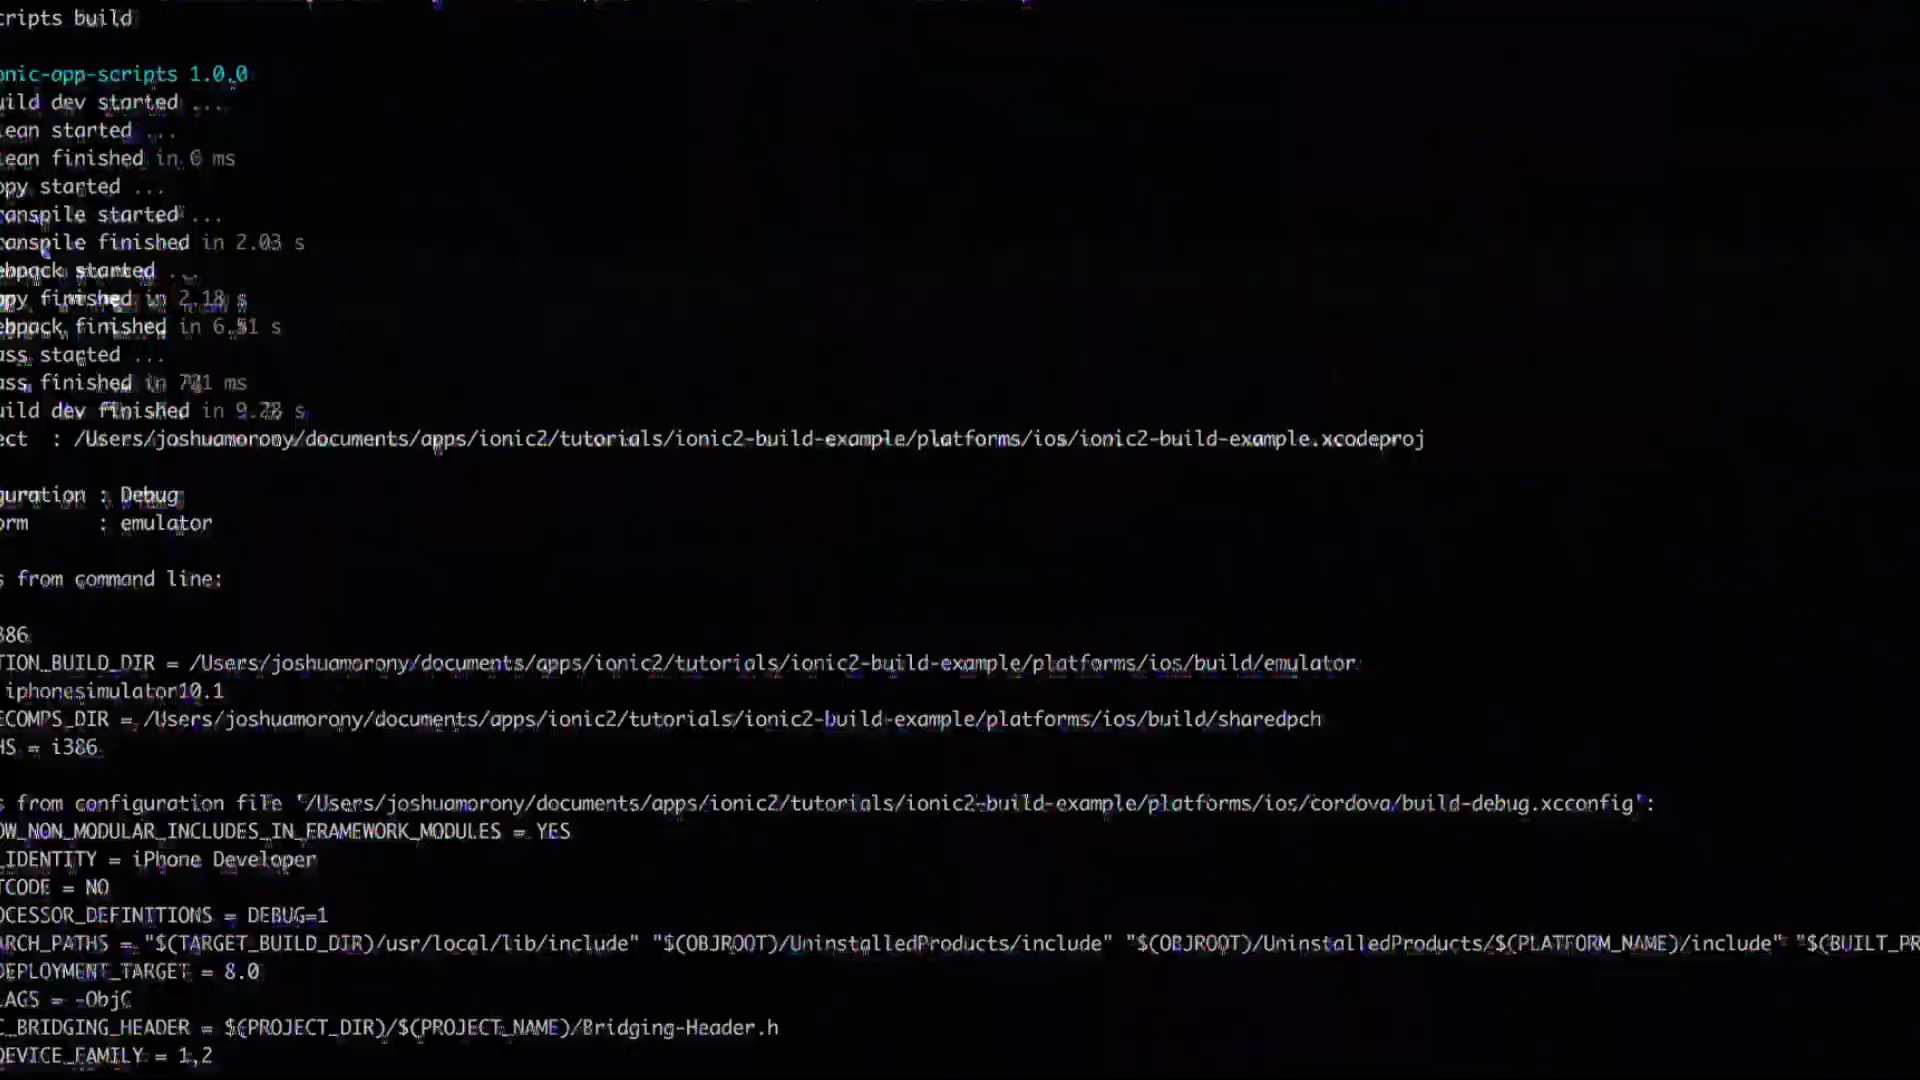 cripts build
onic-app-scripts 1.0.0
uild dev started ...
lean started ...
lean finished in 6 ms
opy started ...
ranspile started ...
ranspile finished in 2.03 s
ebpack started ...
opy finished in 2.18 s
ebpack finished in 6.51 s
ass started ...
ass finished in ms
uild dev finished in 9.28 s
ect : /Users/joshuamorony/documents/apps/ionic2/tutorials/ionic2-build-example/platforms/ios/ionic2-build-example.xcodeproj
guration : Debug
orm : emulator
s from command line:
386
TION_BUILD_DIR = /Users/joshuamorony/documents/apps/ionic2/tutorials/ionic2-build-example/platforms/ios/build/emulator
iphonesimulator10.1
ECOMPS_DIR = /Users/joshuamorony/documents/apps/ionic2/tutorials/ionic2-build-example/platforms/ios/build/sharedpch
HS = i386
s from configuration file '/Users/joshuamorony/documents/apps/ionic2/tutorials/ionic2-build-example/platforms/ios/cordova/build-debug.xcconfig':
OW_NON_MODULAR_INCLUDES_IN_FRAMEWORK_MODULES = YES
_IDENTITY = iPhone Developer
TCODE = NO
OCESSOR_DEFINITIONS = DEBUG=1
ARCH_PATHS = "$(TARGET_BUILD_DIR)/usr/local/lib/include" "$(OBJROOT)/UninstalledProducts/include" "$(OBJROOT)/UninstalledProducts/$(PLATFORM_NAME)/include" "$(BUILT_PR
DEPLOYMENT_TARGET = 8.0
LAGS = -ObjC
C_BRIDGING_HEADER = $(PROJECT_DIR)/$(PROJECT_NAME)/Bridging-Header.h
DEVICE_FAMILY = 1,2